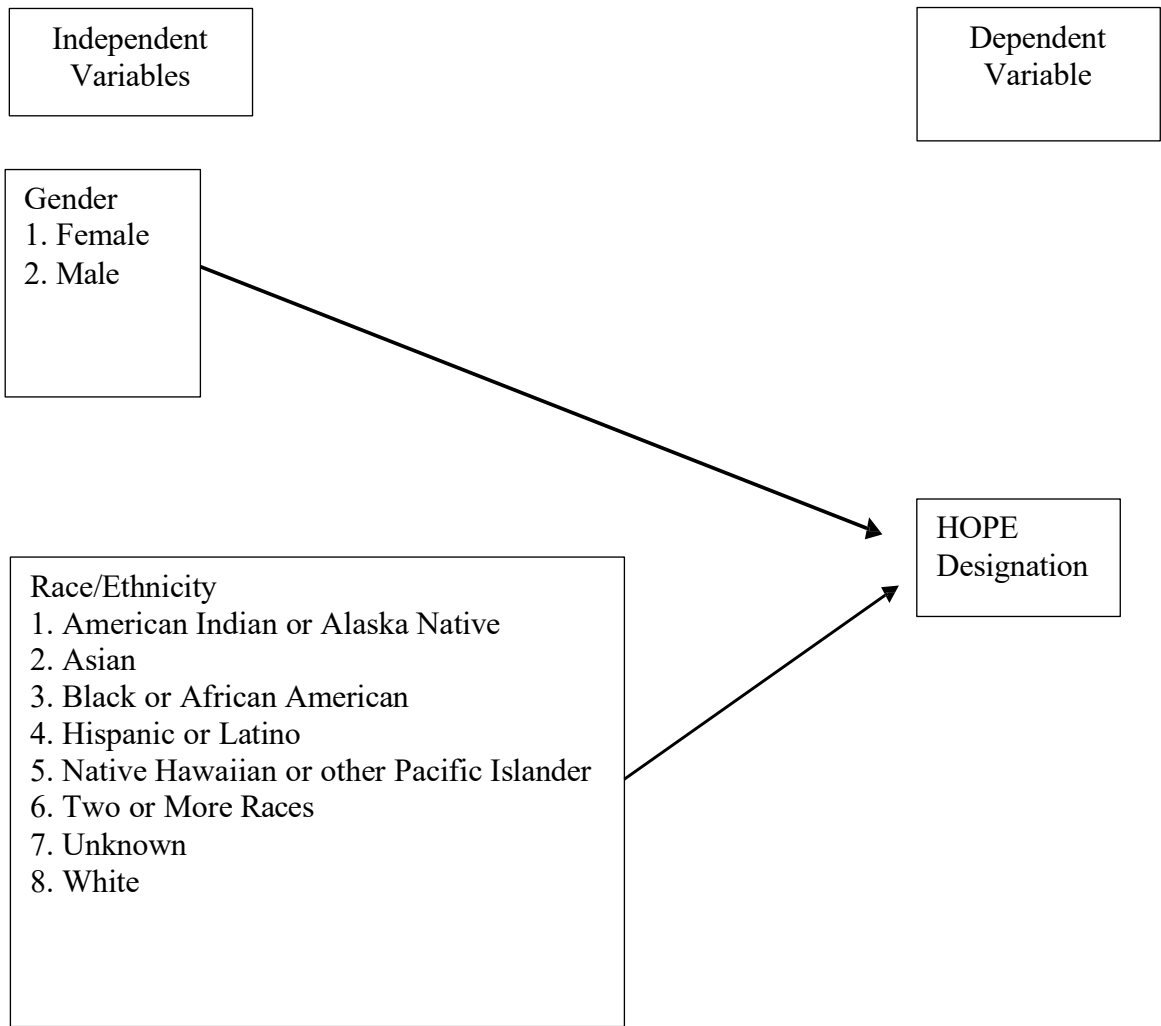 Independent
Variables
Dependent
Variable
Gender
1. Female
2. Male
HOPE
Designation
Race/Ethnicity
1. American Indian or Alaska Native
2. Asian
3. Black or African American
4. Hispanic or Latino
5. Native Hawaiian or other Pacific Islander
6. Two or More Races
7. Unknown
8. White